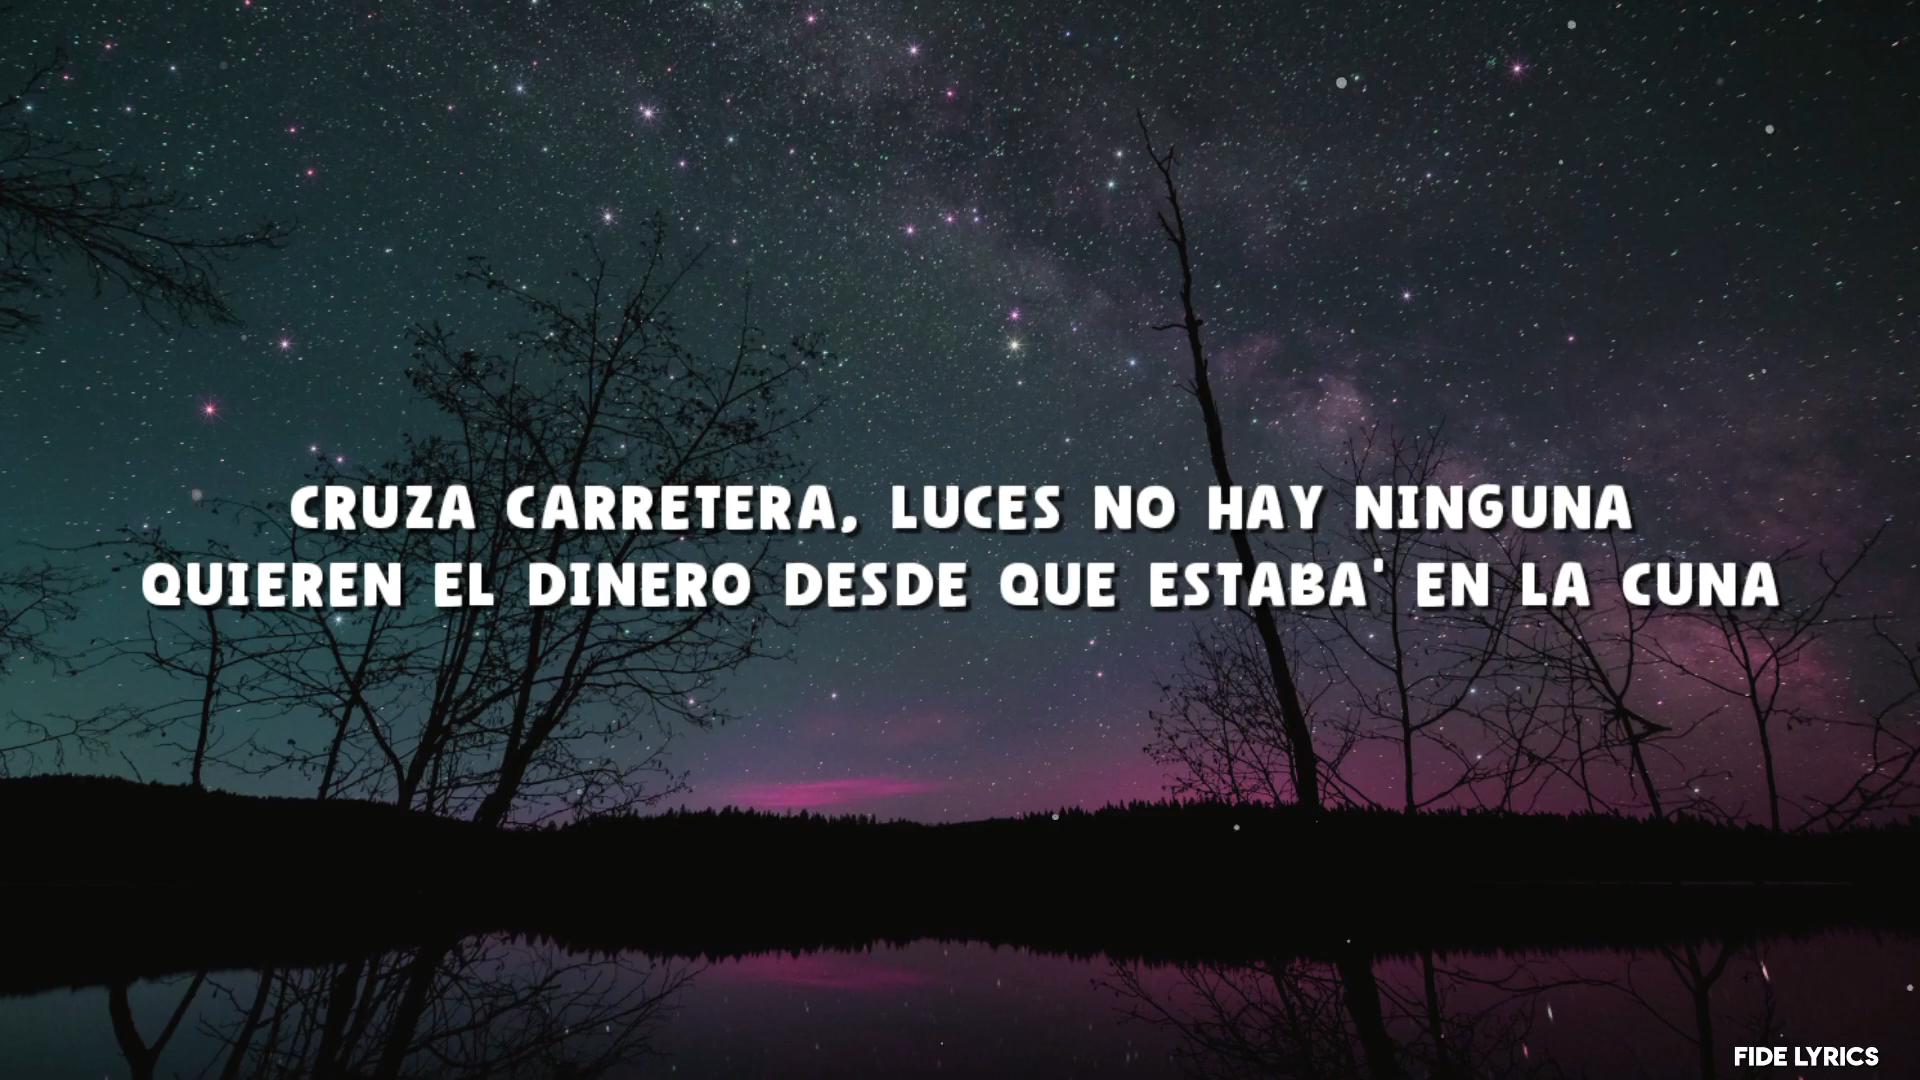 CRUZA CARRETERA, LUCES NO HAY NINGUNA
QUIEREN EL DINERO DESDE QUE ESTABA' EN LA CUNA
FIDE LYRICS